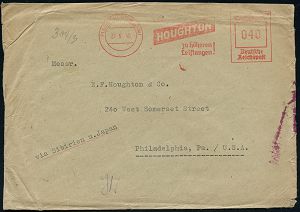 HOUGHTON
zu höheren
Leistungen!
040
Deutsche
Reichspost
Messr.
E.F.Houghton & Co.
240 West Somerset Street
via Sibirien u.Japan
Philadelphia, Pa. / U.S.A.